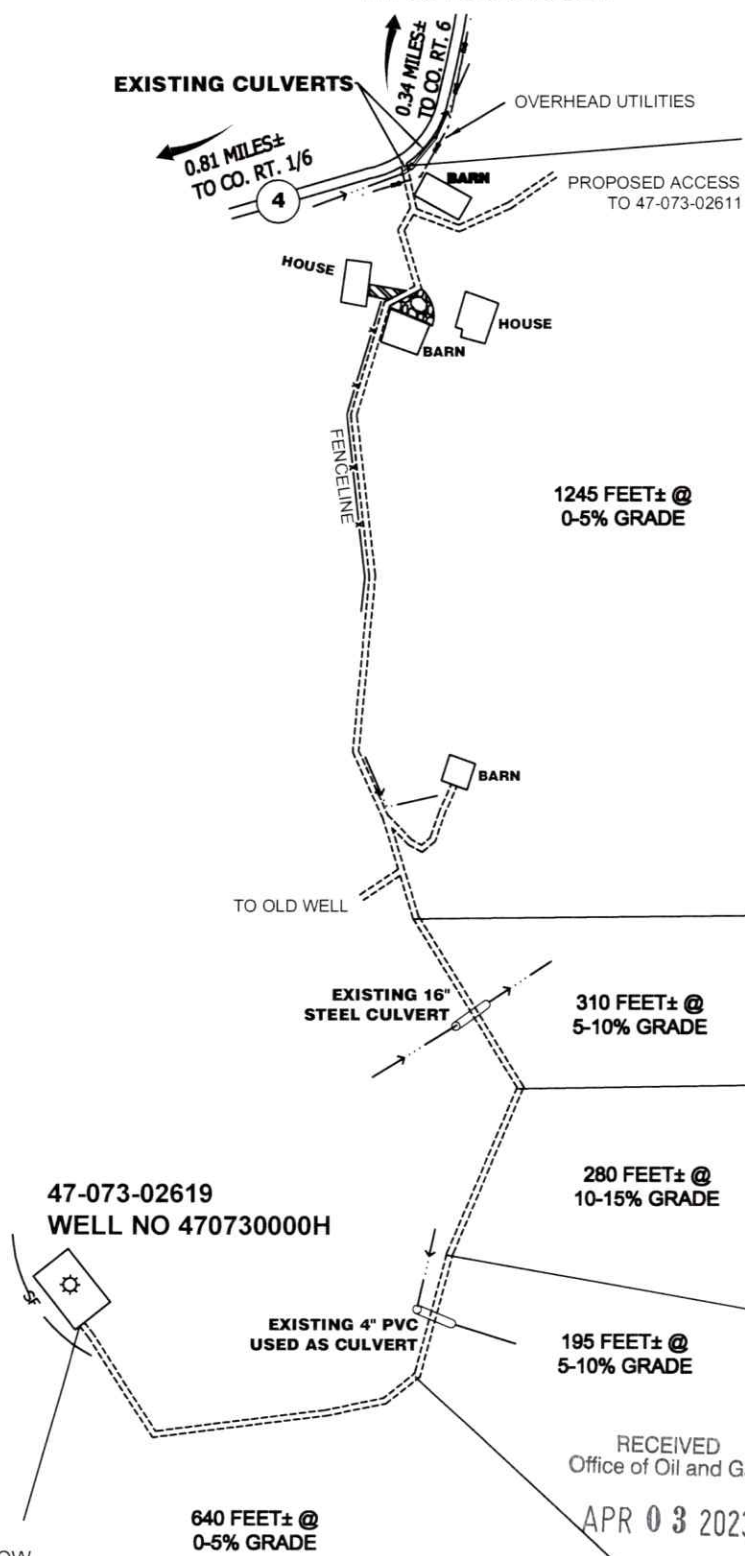 0.34 MILES±
TO CO. RT. 6
EXISTING CULVERTS
OVERHEAD UTILITIES
0.81 MILES±
TO CO. RT. 1/6
4
BARN
PROPOSED ACCESS
TO 47-073-02611
HOUSE
HOUSE
BARN
FENCELINE
1245 FEET± @
0-5% GRADE
BARN
TO OLD WELL
EXISTING 16"
STEEL CULVERT
310 FEET± @
5-10% GRADE
280 FEET± @
10-15% GRADE
47-073-02619
WELL NO 470730000H
SF
EXISTING 4" PVC
USED AS CULVERT
195 FEET± @
5-10% GRADE
RECEIVED
Office of Oil and G
APR 03 2023
640 FEET± @
0-5% GRADE